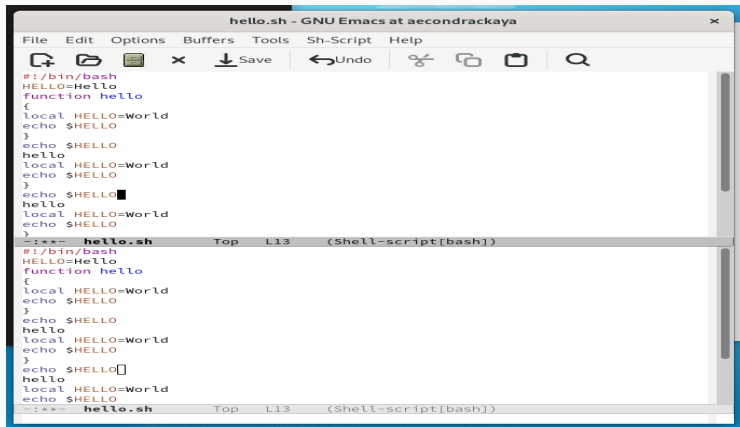 hello.sh - GNU Emacs at aecondrackaya ×
File Edit Options Buffers Tools Sh-Script Help
Save Undo
#!/bin/bash
HELLO=Hello
function hello
{
local HELLO=World
echo $HELLO
}
echo $HELLO
hello
local HELLO=World
echo $HELLO
}
echo $HELLO
hello
local HELLO=World
echo $HELLO
}
-:**- hello.sh Top L13 (Shell-script[bash])
#!/bin/bash
HELLO=Hello
function hello
{
local HELLO=World
echo $HELLO
}
echo $HELLO
hello
local HELLO=World
echo $HELLO
}
echo $HELLO
hello
local HELLO=World
echo $HELLO
-:**- hello.sh Top L13 (Shell-script[bash])